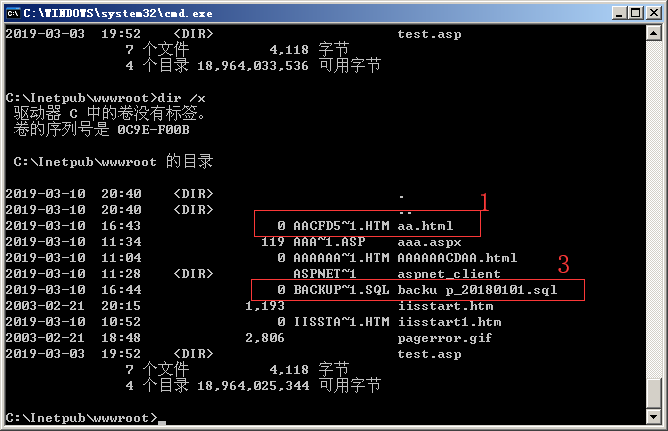 C:\WINDOWS\system32\cmd.exe
2019-03-03  19:52    <DIR>                       test.asp
               7 个文件          4,118 字节
               4 个目录 18,964,033,536 可用字节
C:\Inetpub\wwwroot>dir /x
 驱动器 C 中的卷没有标签。
 卷的序列号是 0C9E-F00B
 C:\Inetpub\wwwroot 的目录
2019-03-10  20:40    <DIR>                       .
1
2019-03-10  20:40    <DIR>                       ..
2019-03-10  16:43                 0 AACFD5~1.HTM aa.html
2019-03-10  11:34               119 AAA~1.ASP    aaa.aspx
2019-03-10  11:04                 0 AAAAAA~1.HTM AAAAAACDAA.html
3
2019-03-10  11:28    <DIR>          ASPNET~1     aspnet_client
2019-03-10  16:44                 0 BACKUP~1.SQL backu p_20180101.sql
2003-02-21  20:15             1,193              iisstart.htm
2019-03-10  10:52                 0 IISSTA~1.HTM iisstart1.htm
2003-02-21  18:48             2,806              pagerror.gif
2019-03-03  19:52    <DIR>                       test.asp
               7 个文件          4,118 字节
               4 个目录 18,964,025,344 可用字节
C:\Inetpub\wwwroot>_